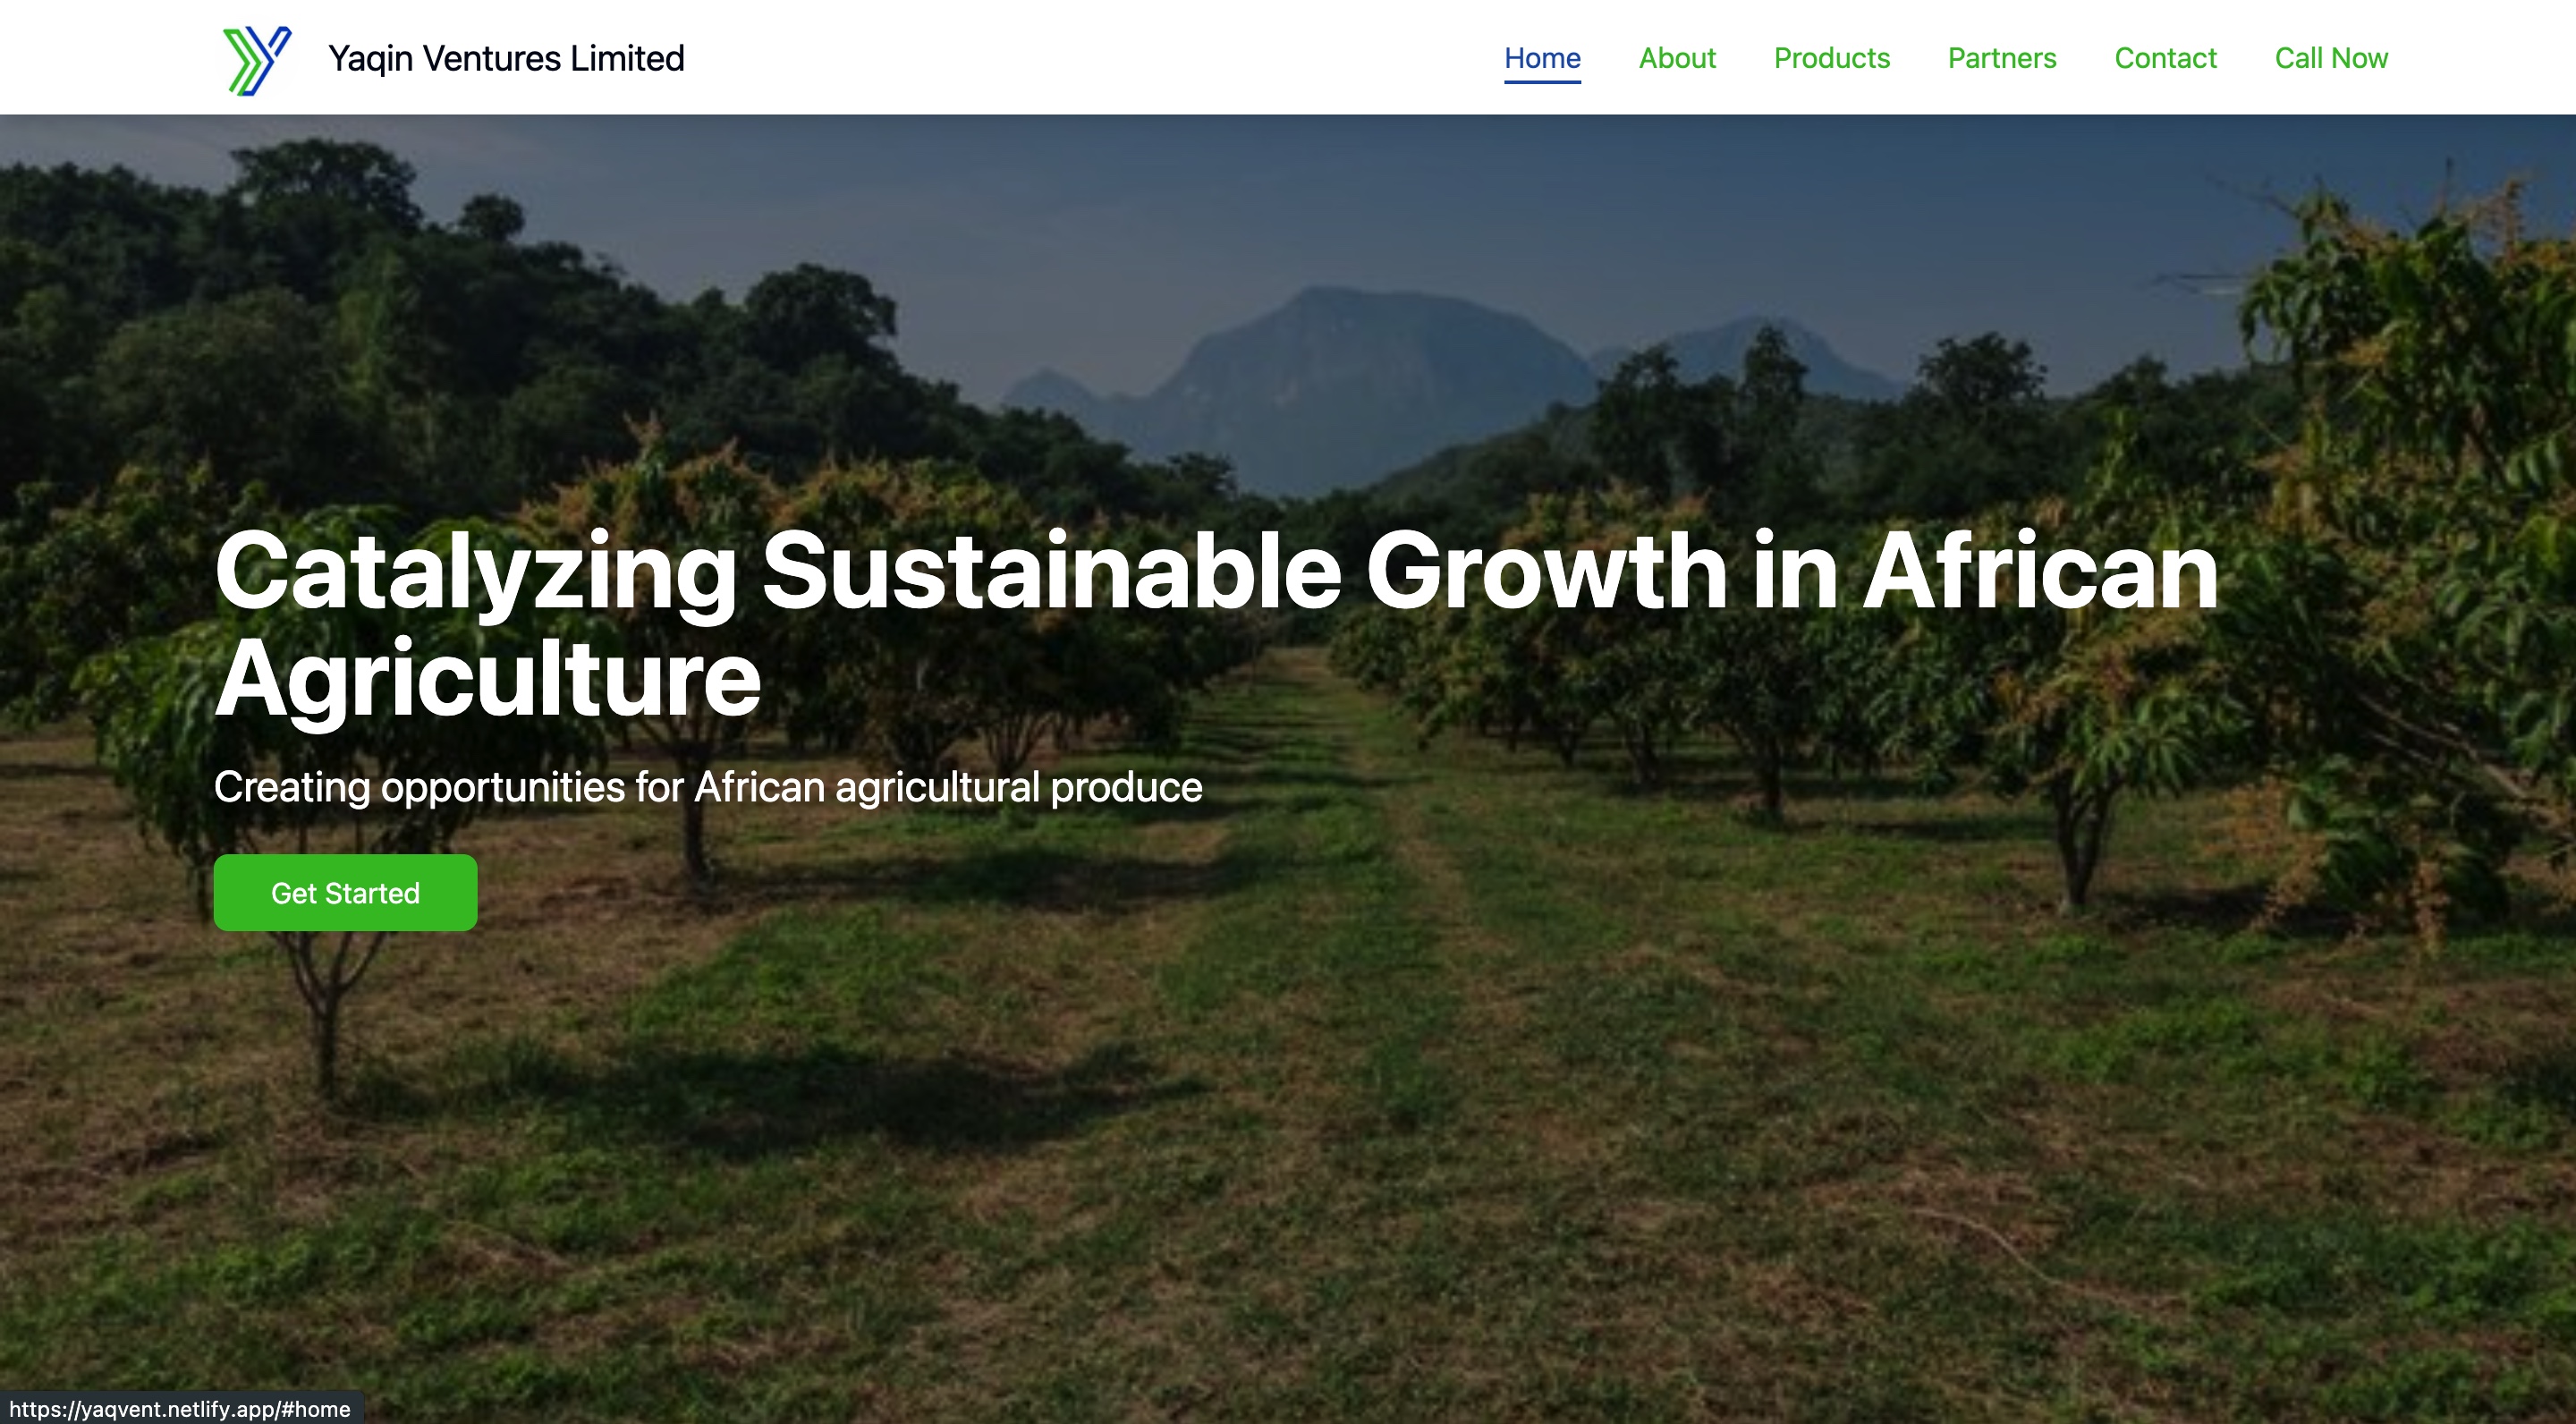 Yaqin Ventures Limited
Home About Products Partners Contact Call Now
Catalyzing Sustainable Growth in African
Agriculture
Creating opportunities for African agricultural produce
Get Started
https://yaqvent.netlify.app/#home